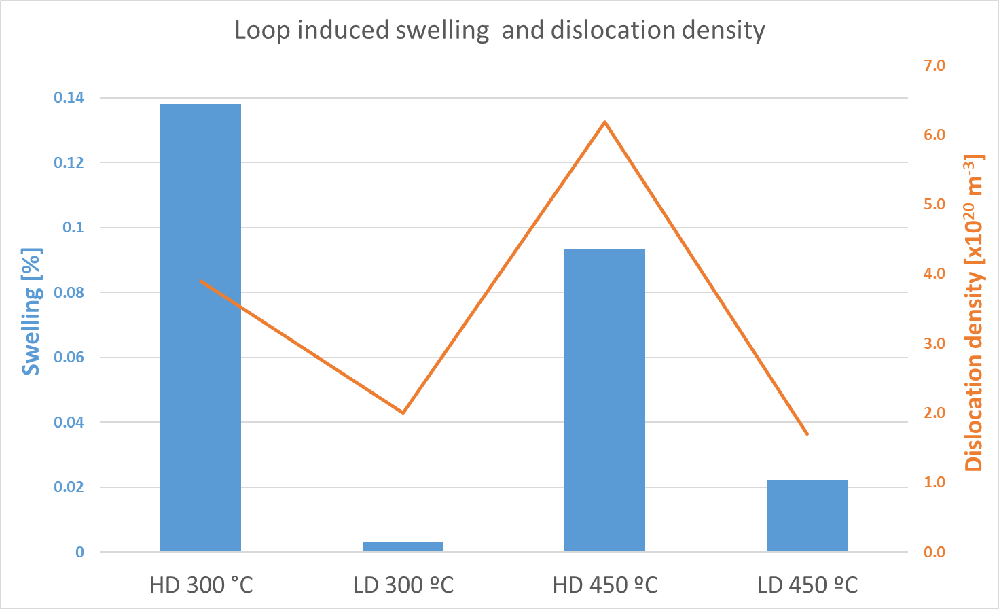 Loop induced swelling  and dislocation density
7.0
0.14
6.0
0.12
5.0
0.1
4.0
0.08
3.0
0.06
2.0
0.04
1.0
0.02
0
0.0
Swelling [%]
Dislocation density [x10²⁰ m⁻³]
HD 300 °C
LD 300 ºC
HD 450 ºC
LD 450 ºC